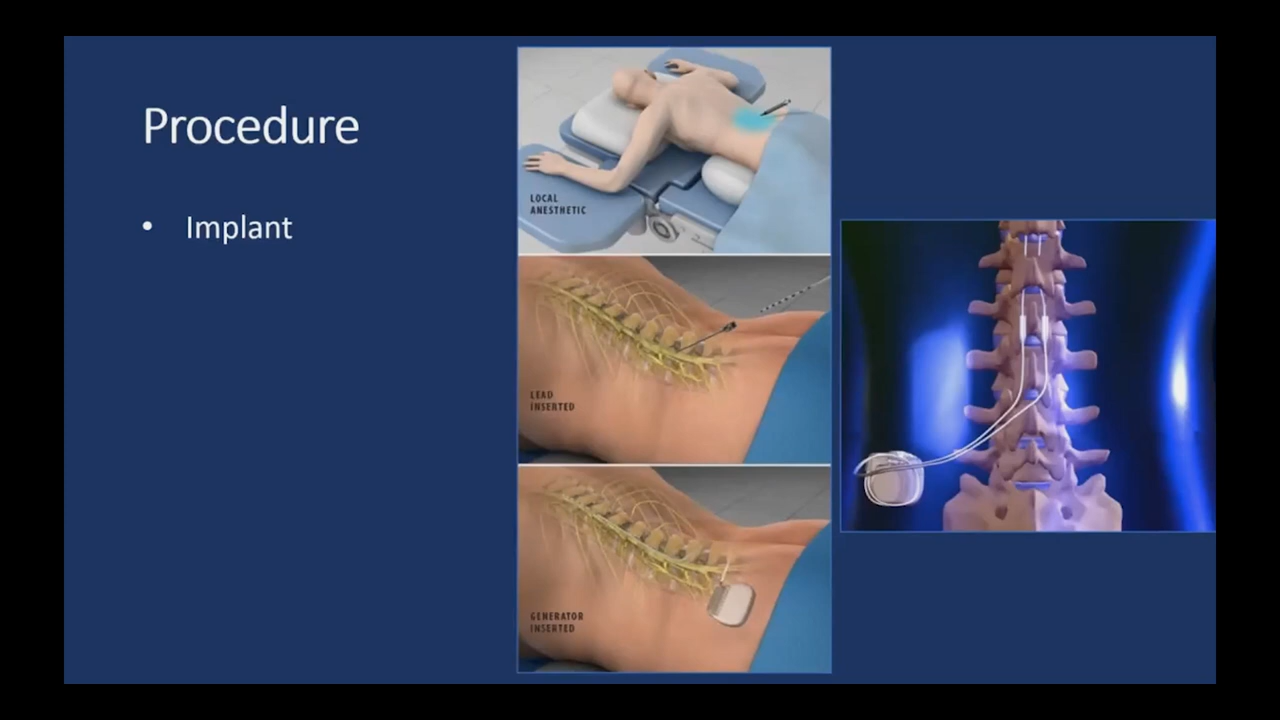 Procedure
• Implant
LOCAL
ANESTHETIC
LEAD
INSERTED
GENERATOR
INSERTED